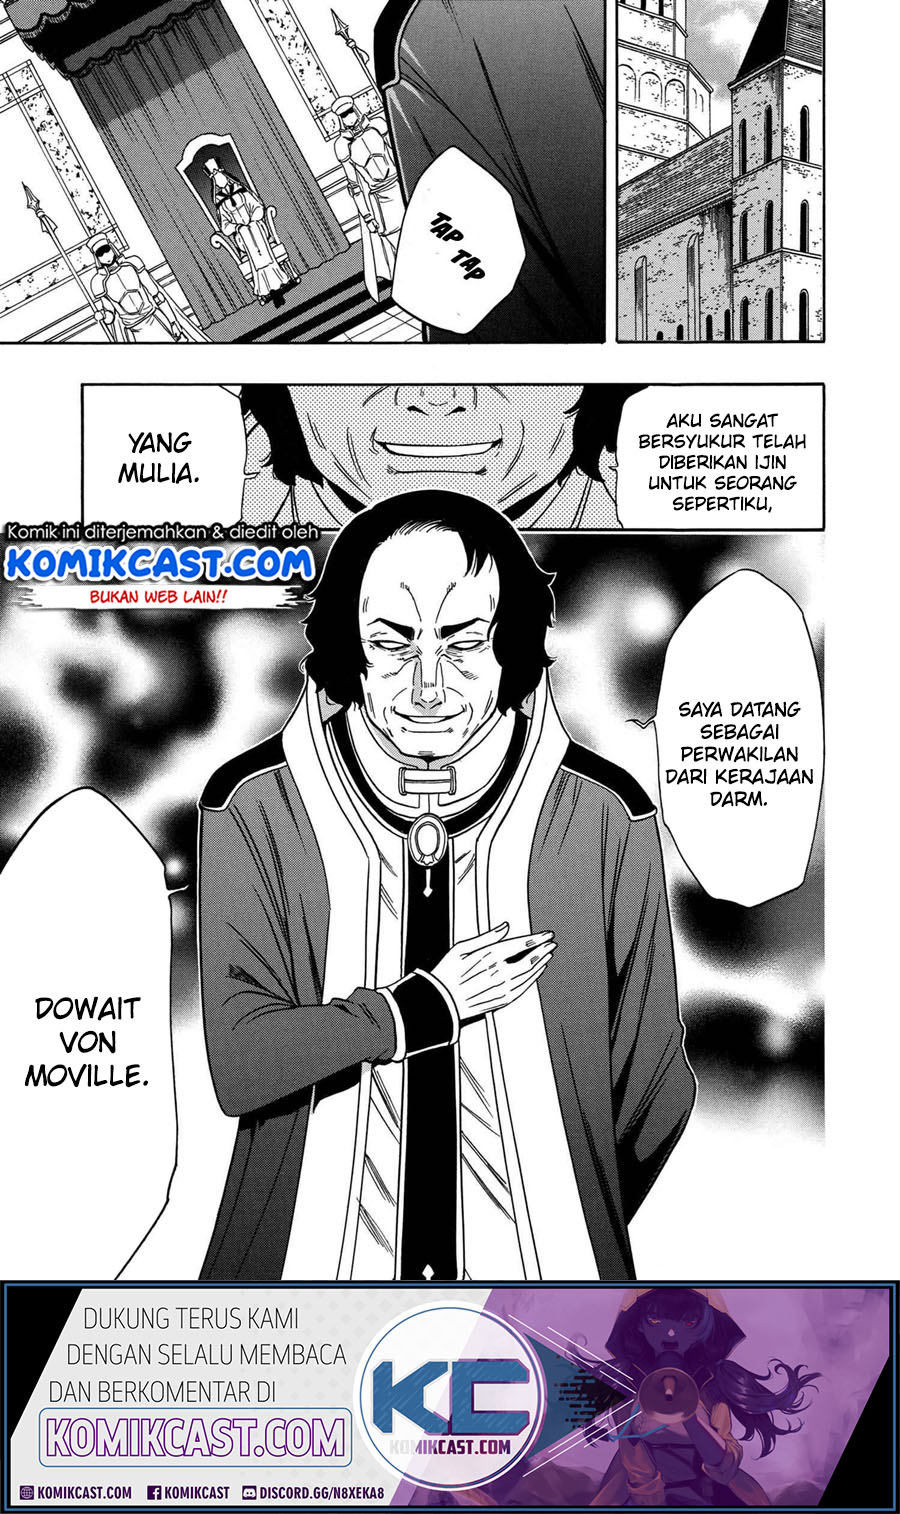 TAP TAP
AKU SANGAT
BERSYUKUR TELAH
DIBERIKAN IJIN
UNTUK SEORANG
SEPERTIKU,
YANG
MULIA.
Komik ini diterjemahkan & diedit oleh
KOMIKCAST.COM
BUKAN WEB LAIN!!
SAYA DATANG
SEBAGAI
PERWAKILAN
DARI KERAJAAN
DARM.
DOWAIT
VON
MOVILLE.
DUKUNG TERUS KAMI
DENGAN SELALU MEMBACA
DAN BERKOMENTAR DI
KOMIKCAST.COM
KC
KOMIKCAST.COM
KOMIKCAST.COM KOMIKCAST DISCORD.GG/N8XEKA8